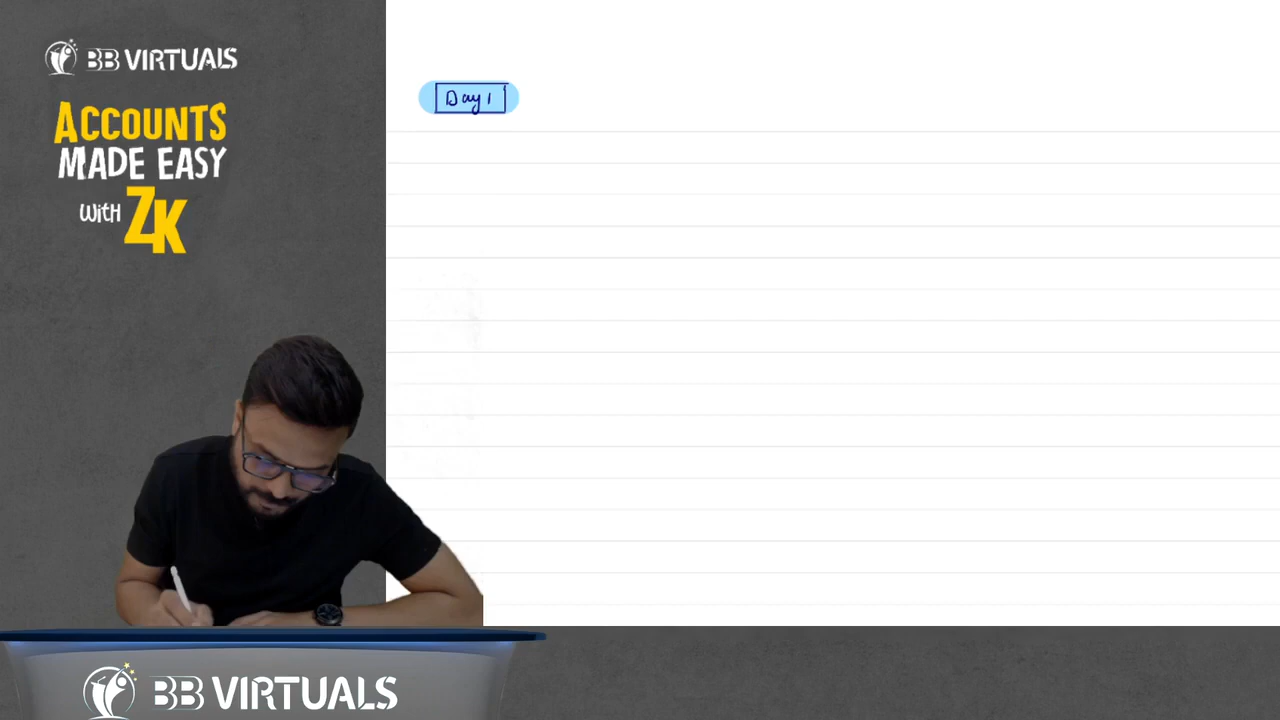 BB VIRTUALS
ACCOUNTS
MADE EASY
WITH ZK
Day 1
BB VIRTUALS